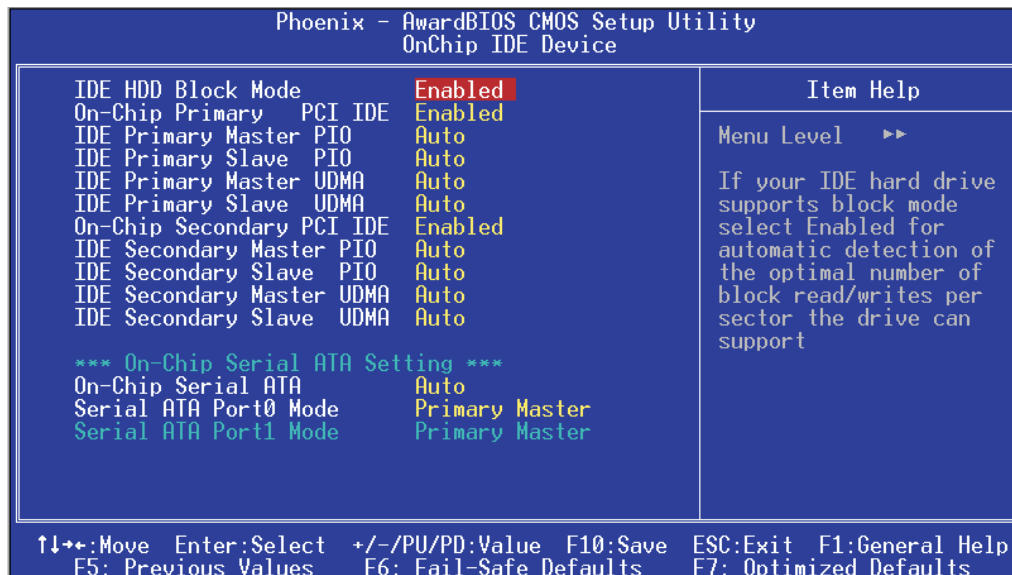 Phoenix - AwardBIOS CMOS Setup Utility
OnChip IDE Device
IDE HDD Block Mode Enabled
On-Chip Primary PCI IDE Enabled
IDE Primary Master PIO Auto
IDE Primary Slave PIO Auto
IDE Primary Master UDMA Auto
IDE Primary Slave UDMA Auto
On-Chip Secondary PCI IDE Enabled
IDE Secondary Master PIO Auto
IDE Secondary Slave PIO Auto
IDE Secondary Master UDMA Auto
IDE Secondary Slave UDMA Auto
*** On-Chip Serial ATA Setting ***
On-Chip Serial ATA Auto
Serial ATA Port0 Mode Primary Master
Serial ATA Port1 Mode Primary Master
Item Help
Menu Level ▸▸
If your IDE hard drive
supports block mode
select Enabled for
automatic detection of
the optimal number of
block read/writes per
sector the drive can
support
↑↓→←:Move Enter:Select +/-/PU/PD:Value F10:Save ESC:Exit F1:General Help
F5: Previous Values F6: Fail-Safe Defaults F7: Optimized Defaults